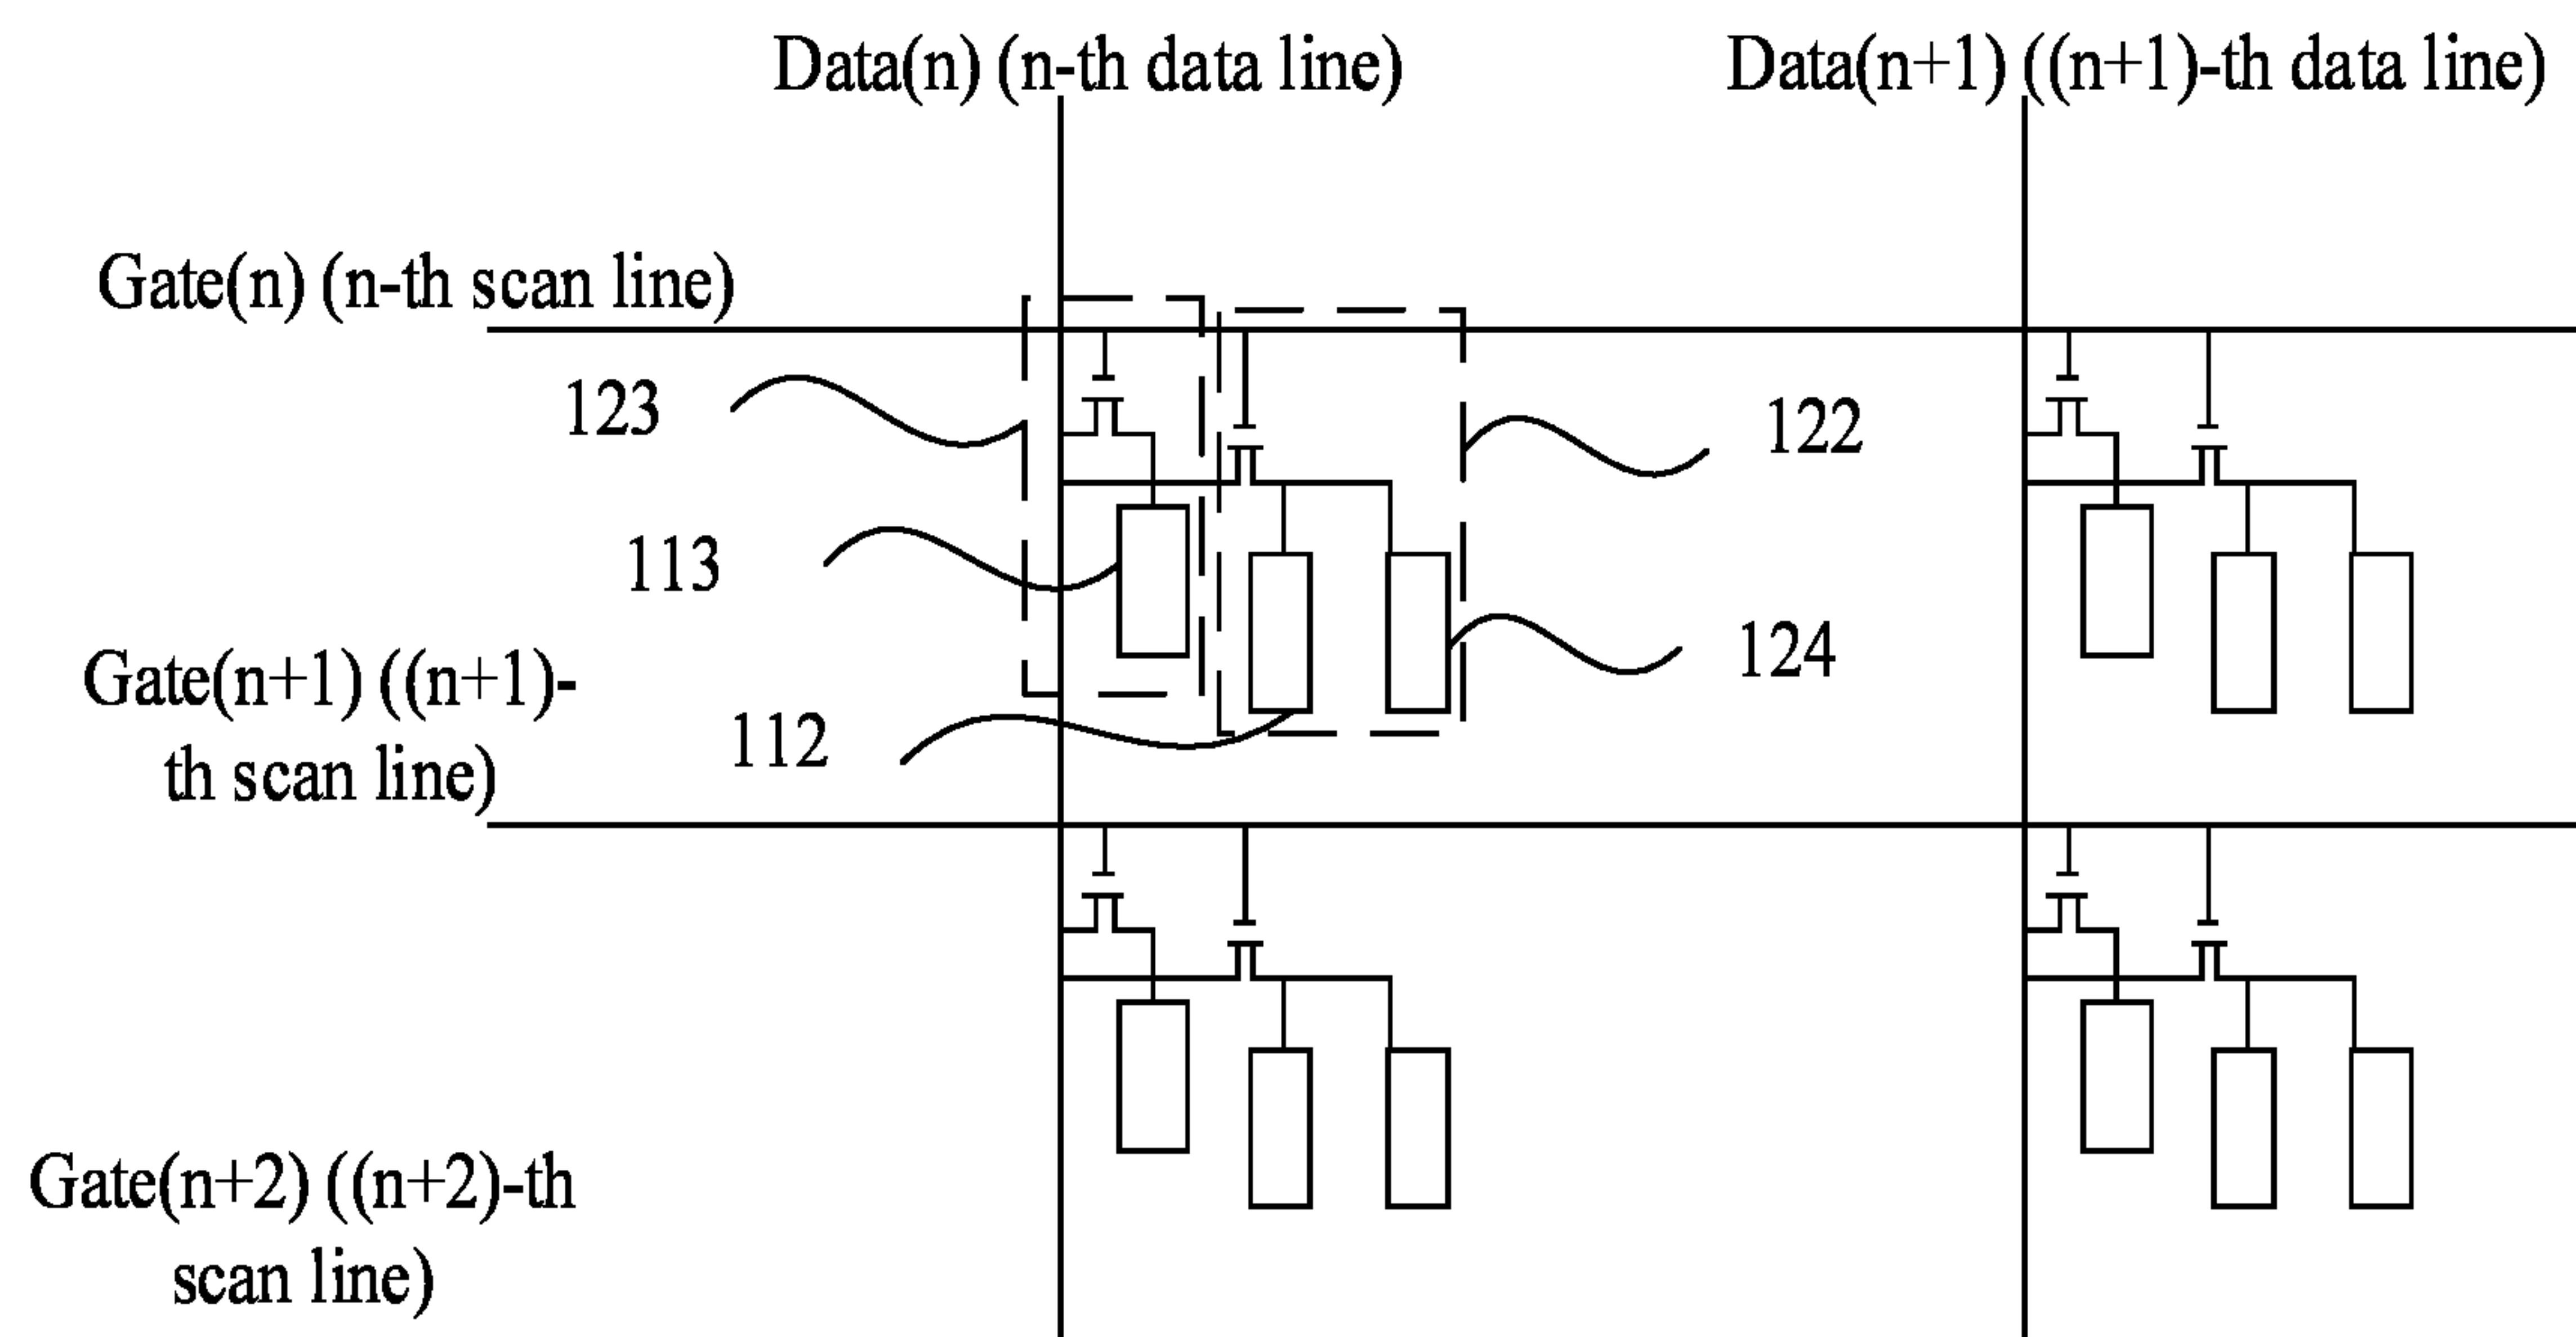 Data(n) (n-th data line)
Data(n+1) ((n+1)-th data line)
Gate(n) (n-th scan line)
123
122
113
124
Gate(n+1) ((n+1)-
th scan line)
112
Gate(n+2) ((n+2)-th
scan line)